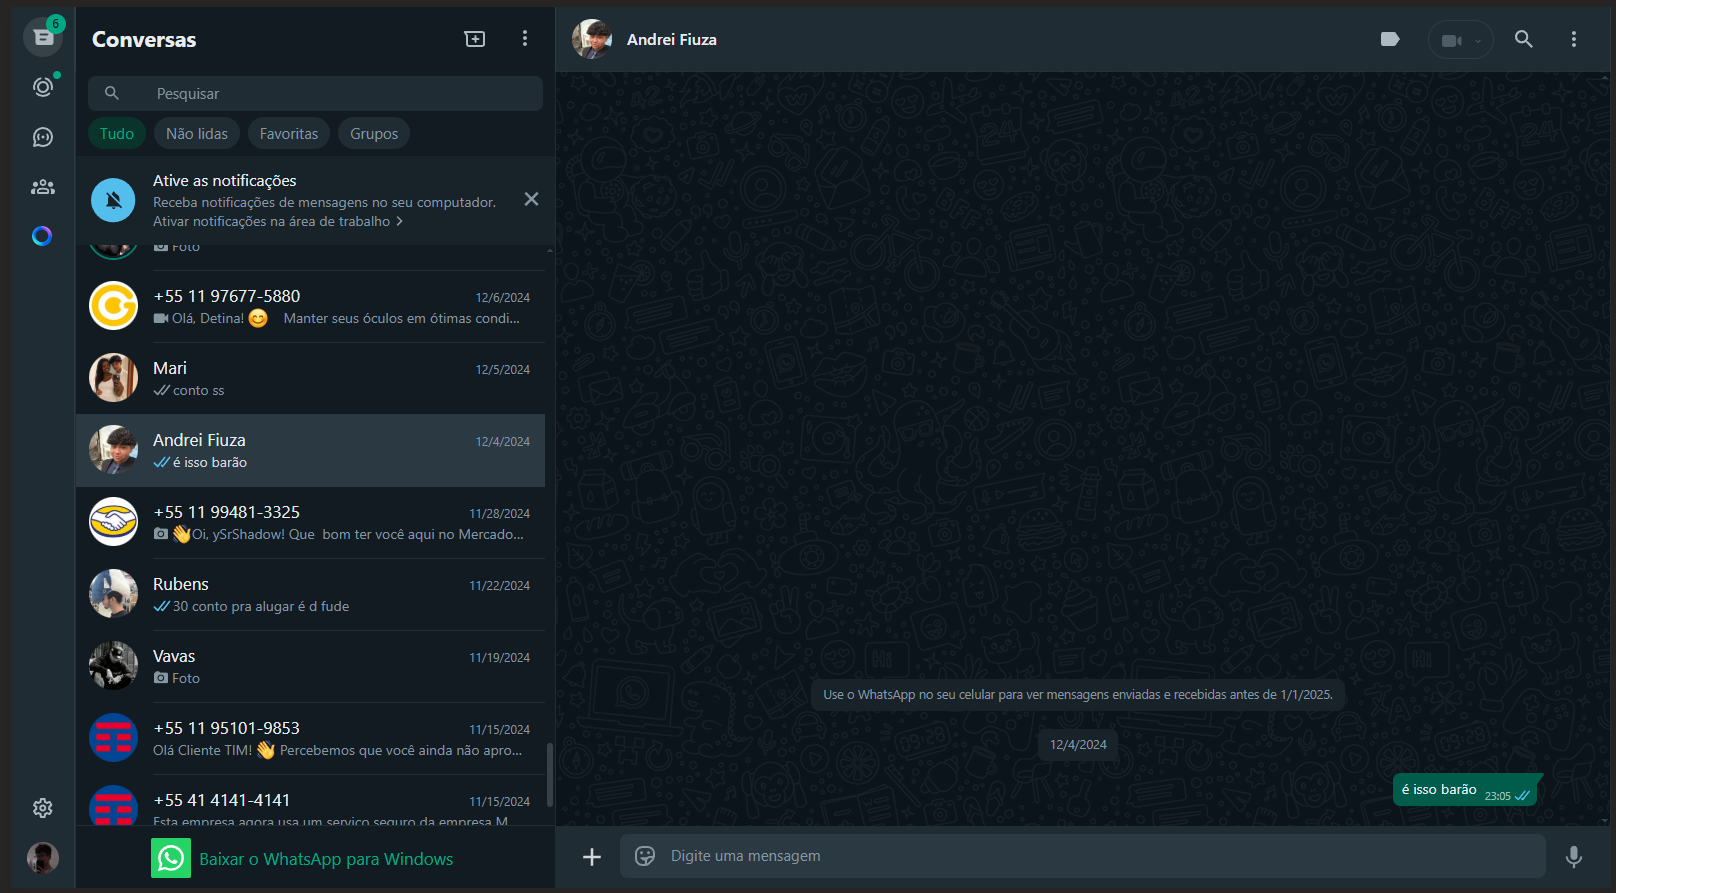 6
Conversas
Pesquisar
Tudo
Não lidas
Favoritas
Grupos
Ative as notificações
Receba notificações de mensagens no seu computador.
Ativar notificações na área de trabalho
Foto
+55 11 97677-5880
12/6/2024
Olá, Detina! 😊 Manter seus óculos em ótimas condi...
Mari
12/5/2024
conto ss
Andrei Fiuza
12/4/2024
é isso barão
+55 11 99481-3325
11/28/2024
👋Oi, ySrShadow! Que bom ter você aqui no Mercado...
Rubens
11/22/2024
30 conto pra alugar é d fude
Vavas
11/19/2024
Foto
+55 11 95101-9853
11/15/2024
Olá Cliente TIM! 👋 Percebemos que você ainda não apro...
+55 41 4141-4141
11/15/2024
Esta empresa agora usa um serviço seguro da empresa M
Baixar o WhatsApp para Windows
Andrei Fiuza
Use o WhatsApp no seu celular para ver mensagens enviadas e recebidas antes de 1/1/2025.
12/4/2024
é isso barão
23:05
Digite uma mensagem